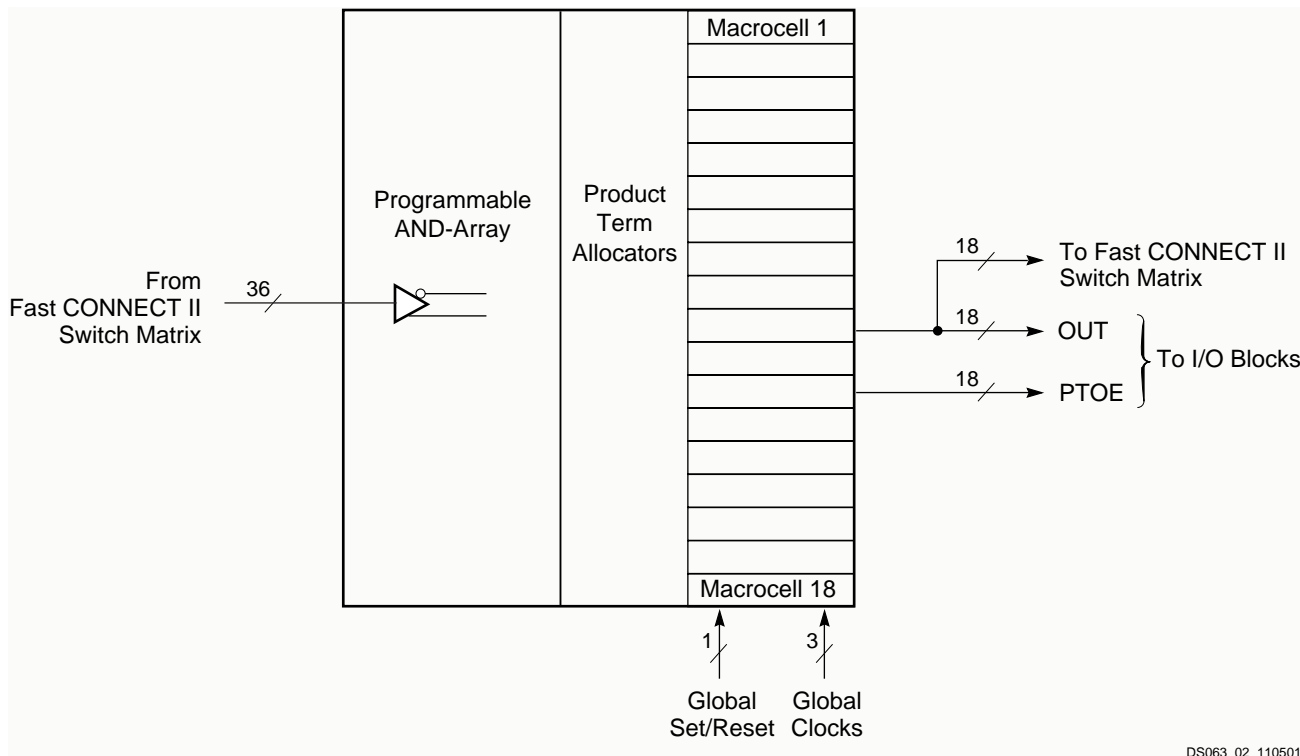 Macrocell 1
Programmable
AND-Array
Product
Term
Allocators
From
Fast CONNECT II
Switch Matrix
36
18
To Fast CONNECT II
Switch Matrix
18
OUT
To I/O Blocks
18
PTOE
Macrocell 18
1
3
Global
Set/Reset
Global
Clocks
DS063_02_110501